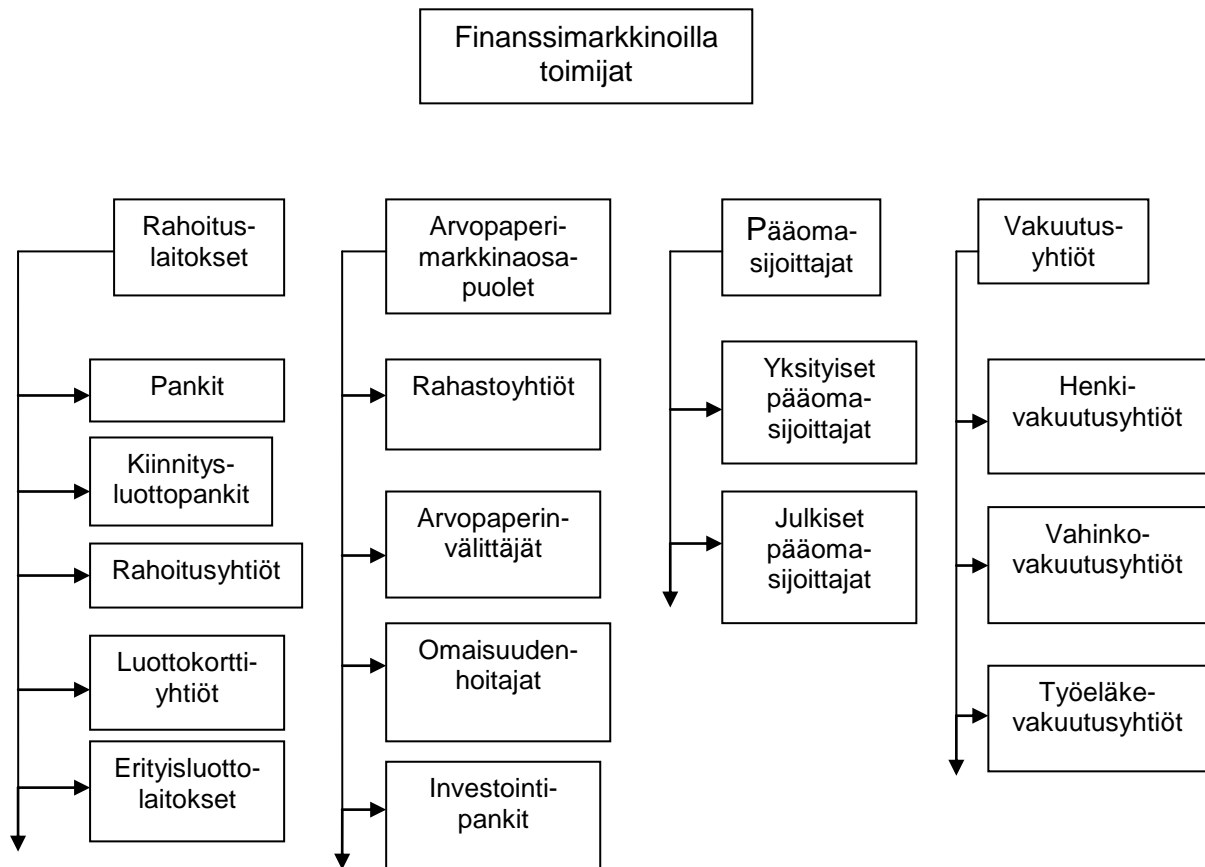 Finanssimarkkinoilla
toimijat
Rahoitus-
laitokset
Pankit
Kiinnitys-
luottopankit
Rahoitusyhtiöt
Luottokortti-
yhtiöt
Erityisluotto-
laitokset
Arvopaperi-
markkinaosa-
puolet
Rahastoyhtiöt
Arvopaperin-
välittäjät
Omaisuuden-
hoitajat
Investointi-
pankit
Pääoma-
sijoittajat
Yksityiset
pääoma-
sijoittajat
Julkiset
pääoma-
sijoittajat
Vakuutus-
yhtiöt
Henki-
vakuutusyhtiöt
Vahinko-
vakuutusyhtiöt
Työeläke-
vakuutusyhtiöt